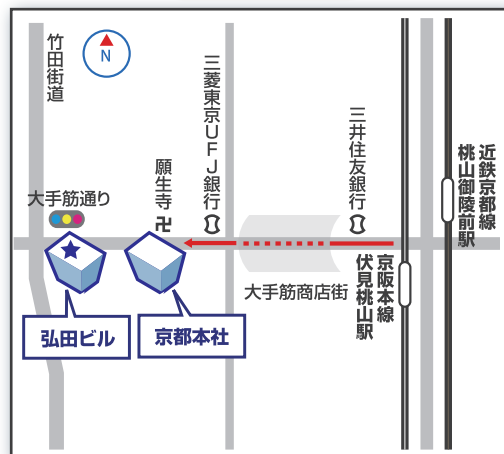 竹田街道
N
三菱東京UFJ銀行
三井住友銀行
近鉄京都線
桃山御陵前駅
願生寺
卍
大手筋通り
京阪本線
伏見桃山駅
大手筋商店街
弘田ビル
京都本社